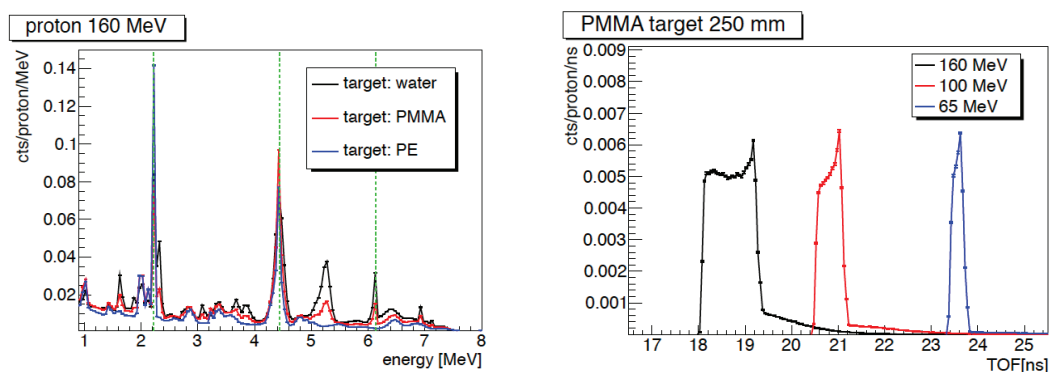 proton 160 MeV
cts/proton/MeV
0.14
0.12
0.1
0.08
0.06
0.04
0.02
target: water
target: PMMA
target: PE
1 2 3 4 5 6 7 8
energy [MeV]
PMMA target 250 mm
cts/proton/ns
0.009
0.008
0.007
0.006
0.005
0.004
0.003
0.002
0.001
160 MeV
100 MeV
65 MeV
17 18 19 20 21 22 23 24 25
TOF[ns]